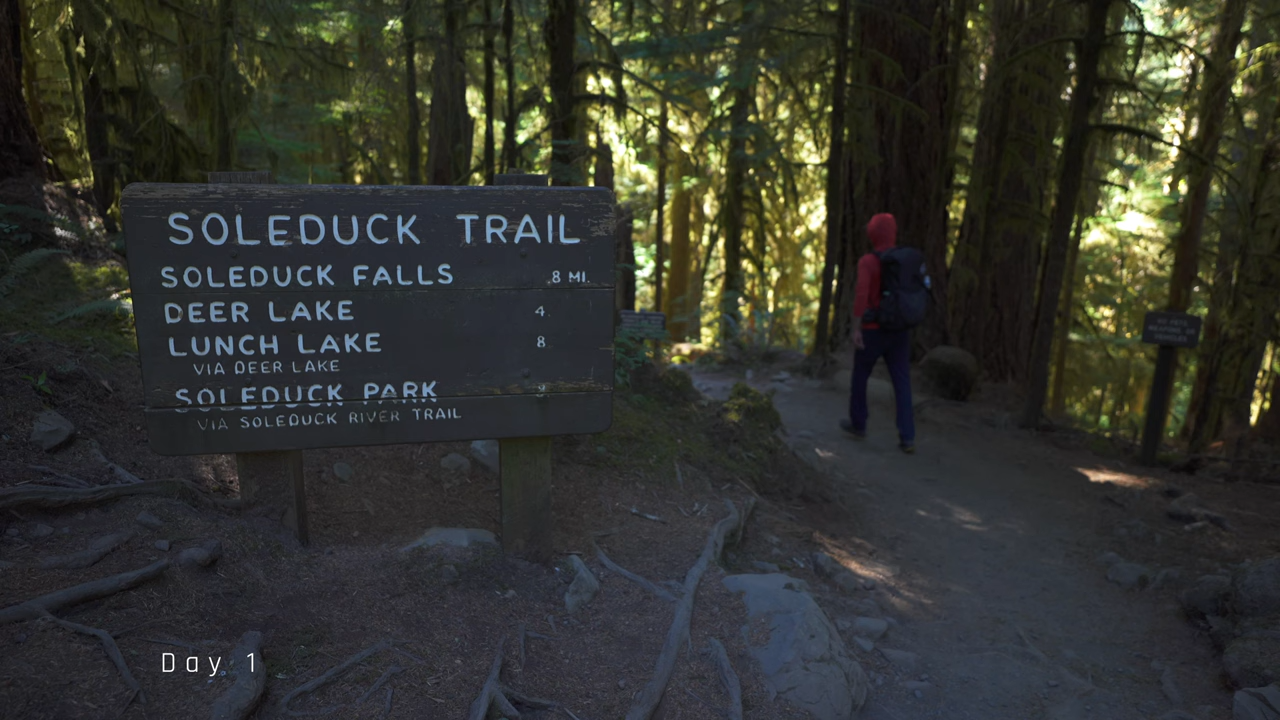 SOLEDUCK TRAIL
SOLEDUCK FALLS .8 MI.
DEER LAKE 4
LUNCH LAKE 8
VIA DEER LAKE
SOLEDUCK PARK
VIA SOLEDUCK RIVER TRAIL
Day 1